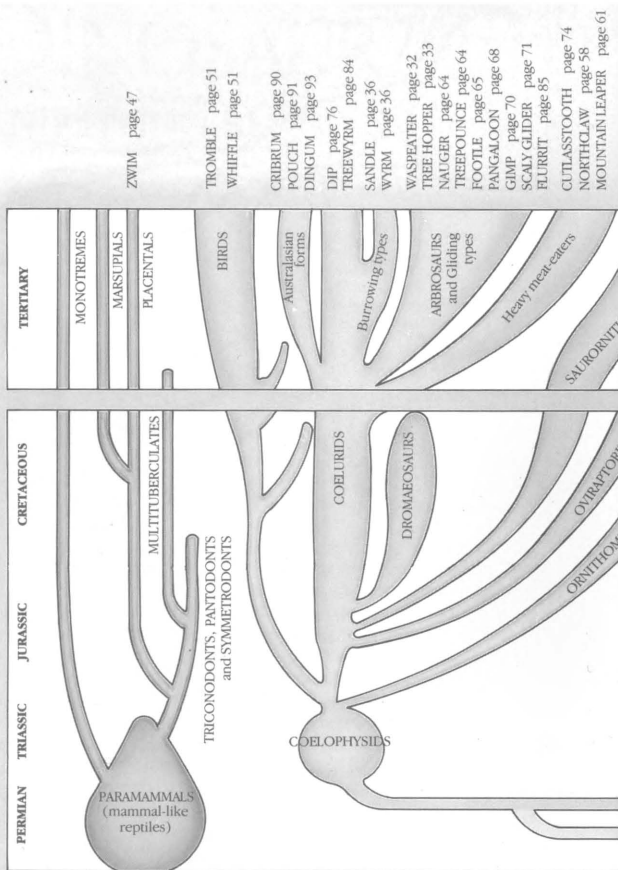 ZWIM page 47
TROMBLE page 51
WHIFFLE page 51
CRIBRUM page 90
POUCH page 91
DINGUM page 93
DIP page 76
TREEWYRM page 84
SANDLE page 36
WYRM page 36
WASPEATER page 32
TREE HOPPER page 33
NAUGER page 64
TREEPOUNCE page 64
FOOTLE page 65
PANGALOON page 68
GIMP page 70
SCALY GLIDER page 71
FLURRIT page 85
CUTLASSTOOTH page 74
NORTHCLAW page 58
MOUNTAIN LEAPER page 61
TERTIARY
MONOTREMES
MARSUPIALS
PLACENTALS
BIRDS
Australasian
forms
Burrowing types
ARBROSAURS
and Gliding
types
Heavy meat-eaters
SAURORNIT
CRETACEOUS
MULTITUBERCULATES
COELURIDS
DROMAEOSAURS
OVIRAPTOR
JURASSIC
TRICONODONTS, PANTODONTS
and SYMMETRODONTS
ORNITHOM
TRIASSIC
COELOPHYSIDS
PERMIAN
PARAMAMMALS
(mammal-like
reptiles)